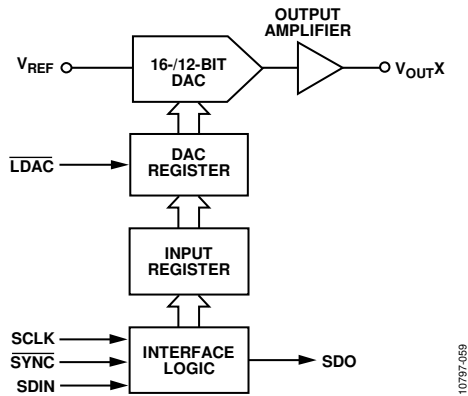 OUTPUT
AMPLIFIER
VREF
16-/12-BIT
DAC
VOUTX
LDAC
DAC
REGISTER
INPUT
REGISTER
SCLK
SYNC
SDIN
INTERFACE
LOGIC
SDO
10797-059